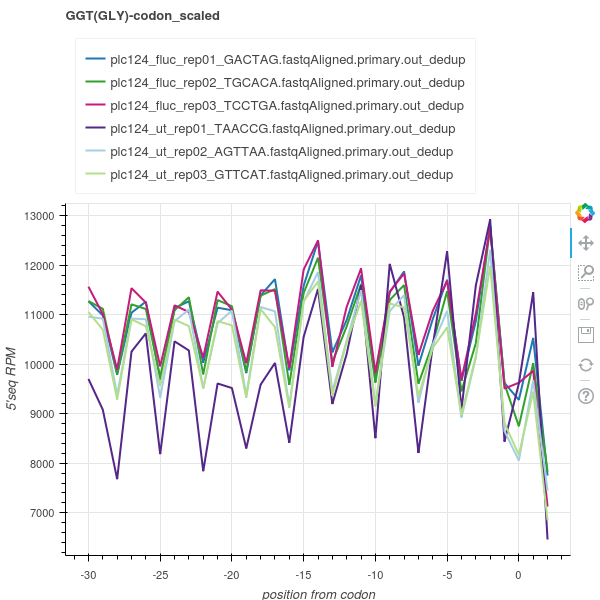 GGT(GLY)-codon_scaled
plc124_fluc_rep01_GACTAG.fastqAligned.primary.out_dedup
plc124_fluc_rep02_TGCACA.fastqAligned.primary.out_dedup
plc124_fluc_rep03_TCCTGA.fastqAligned.primary.out_dedup
plc124_ut_rep01_TAACCG.fastqAligned.primary.out_dedup
plc124_ut_rep02_AGTTAA.fastqAligned.primary.out_dedup
plc124_ut_rep03_GTTCAT.fastqAligned.primary.out_dedup
13000
12000
11000
10000
9000
8000
7000
5'seq RPM
-30 -25 -20 -15 -10 -5 0
position from codon